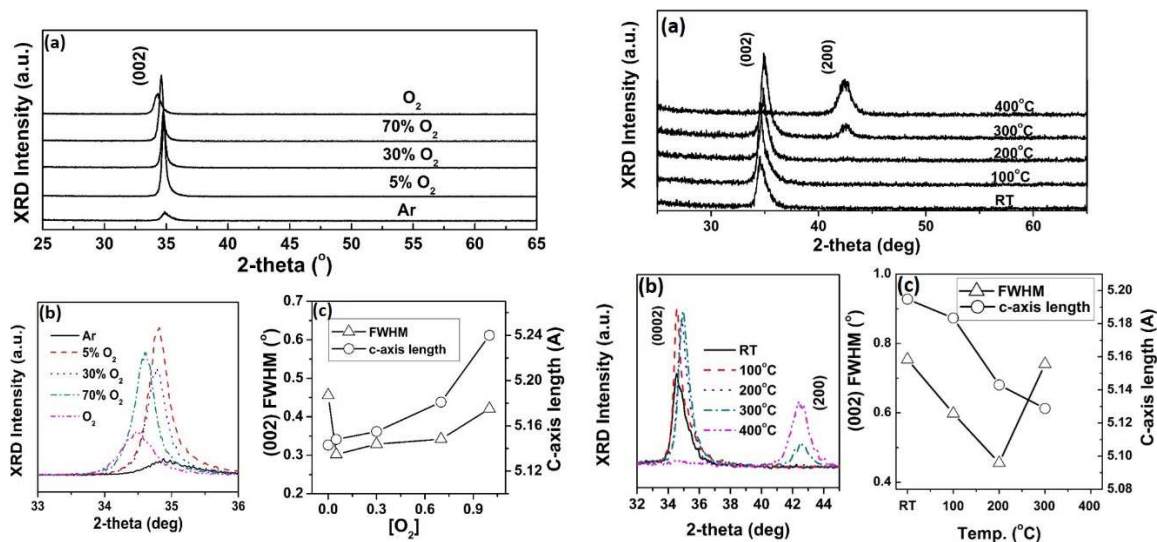 (a)
XRD Intensity (a.u.)
(002)
O2
70% O2
30% O2
5% O2
Ar
25 30 35 40 45 50 55 60 65
2-theta (°)
(b)
XRD Intensity (a.u.)
Ar
5% O2
30% O2
70% O2
O2
33 34 35 36
2-theta (deg)
(c)
(002) FWHM (°)
0.7
0.6
0.5
0.4
0.3
0.2
FWHM
c-axis length
5.24
5.20
5.16
5.12
C-axis length (A)
0.0 0.3 0.6 0.9
[O2]
(a)
XRD Intensity (a.u.)
(002)
(200)
400°C
300°C
200°C
100°C
RT
30 40 50 60
2-theta (deg)
(b)
XRD Intensity (a.u.)
(0002)
RT
100°C
200°C
300°C
400°C
(200)
32 34 36 38 40 42 44
2-theta (deg)
(c)
(002) FWHM (°)
1.0
0.8
0.6
0.4
FWHM
c-axis length
5.20
5.18
5.16
5.14
5.12
5.10
5.08
C-axis length (A)
RT 100 200 300 400
Temp. (°C)